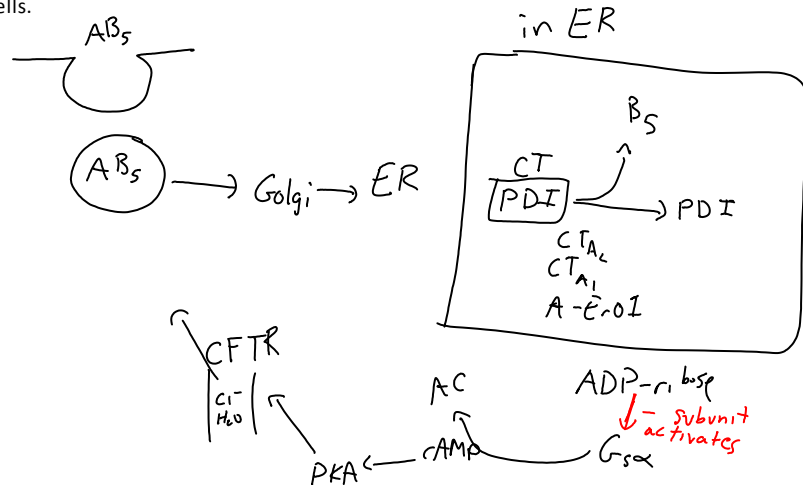 ells.
AB5
in ER
AB5
Golgi
ER
B5
CT
PDI
PDI
CTA2
CTA1
A-Ero1
CFTR
Cl-
H2O
AC
ADP-ribose
- subunit
activates
Gsα
cAMP
PKA